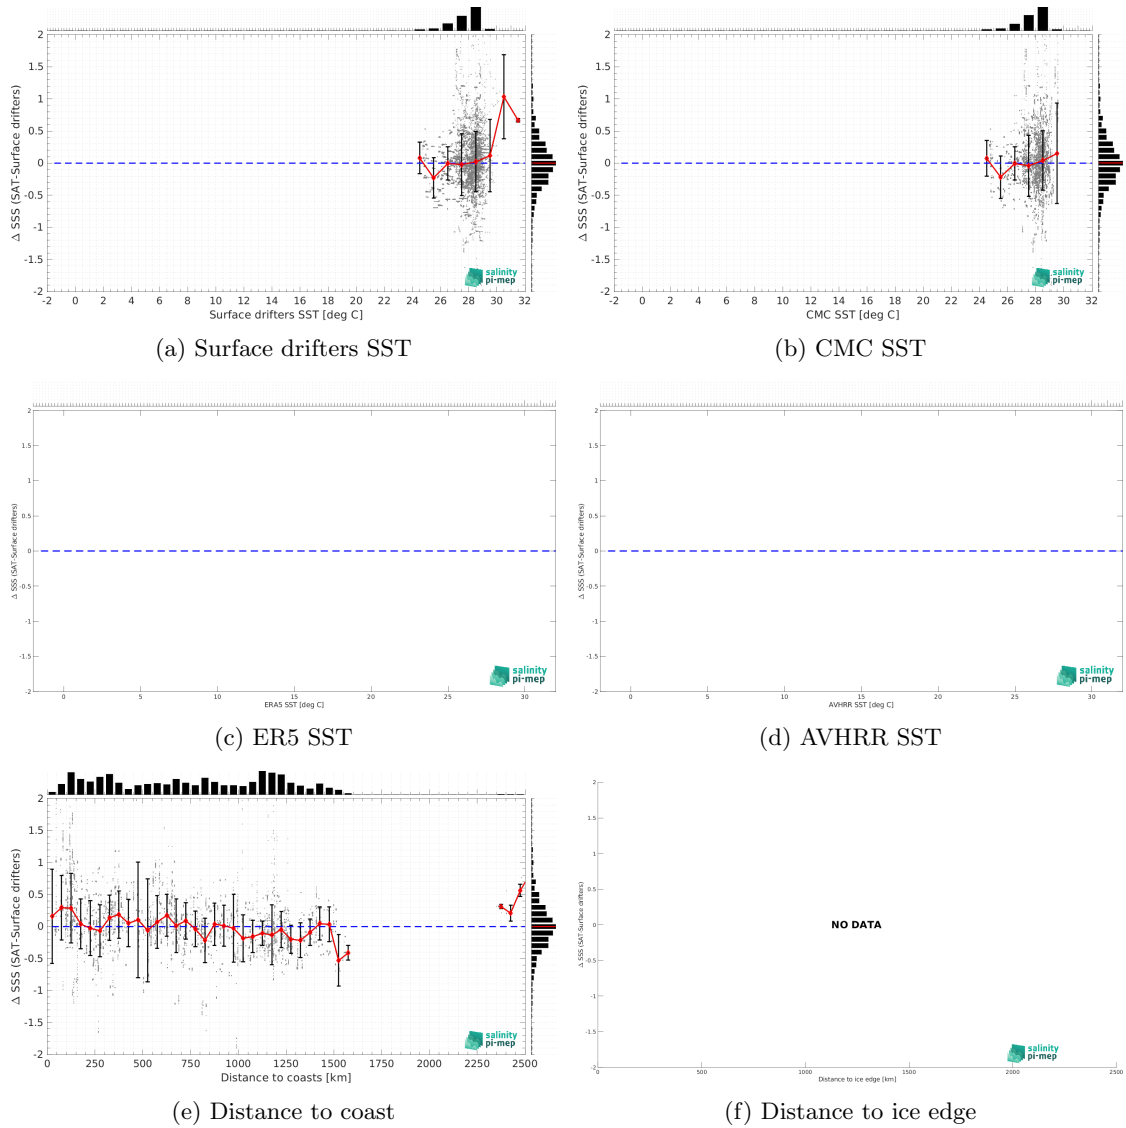 2
1.5
1
0.5
0
-0.5
-1
-1.5
-2
Δ SSS (SAT-Surface drifters)
salinity
pi-mep
-2 0 2 4 6 8 10 12 14 16 18 20 22 24 26 28 30 32
Surface drifters SST [deg C]
(a) Surface drifters SST
2
1.5
1
0.5
0
-0.5
-1
-1.5
-2
Δ SSS (SAT-Surface drifters)
salinity
pi-mep
-2 0 2 4 6 8 10 12 14 16 18 20 22 24 26 28 30 32
CMC SST [deg C]
(b) CMC SST
2
1.5
1
0.5
0
-0.5
-1
-1.5
-2
Δ SSS (SAT-Surface drifters)
salinity
pi-mep
0 5 10 15 20 25 30
ERA5 SST [deg C]
(c) ER5 SST
2
1.5
1
0.5
0
-0.5
-1
-1.5
-2
Δ SSS (SAT-Surface drifters)
salinity
pi-mep
0 5 10 15 20 25 30
AVHRR SST [deg C]
(d) AVHRR SST
2
1.5
1
0.5
0
-0.5
-1
-1.5
-2
Δ SSS (SAT-Surface drifters)
salinity
pi-mep
0 250 500 750 1000 1250 1500 1750 2000 2250 2500
Distance to coasts [km]
(e) Distance to coast
2
1.5
1
0.5
0
-0.5
-1
-1.5
-2
Δ SSS (SAT-Surface drifters)
NO DATA
salinity
pi-mep
0 500 1000 1500 2000 2500
Distance to ice edge [km]
(f) Distance to ice edge